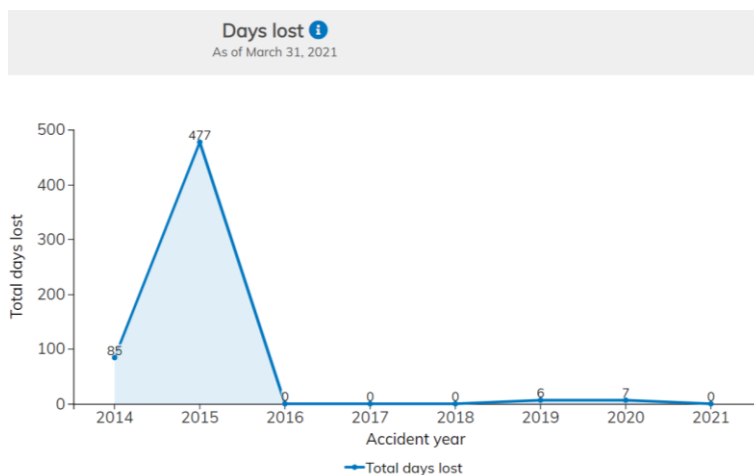 Days lost
As of March 31, 2021
500
400
300
200
100
0
Total days lost
85
477
0
0
0
6
7
0
2014 2015 2016 2017 2018 2019 2020 2021
Accident year
Total days lost